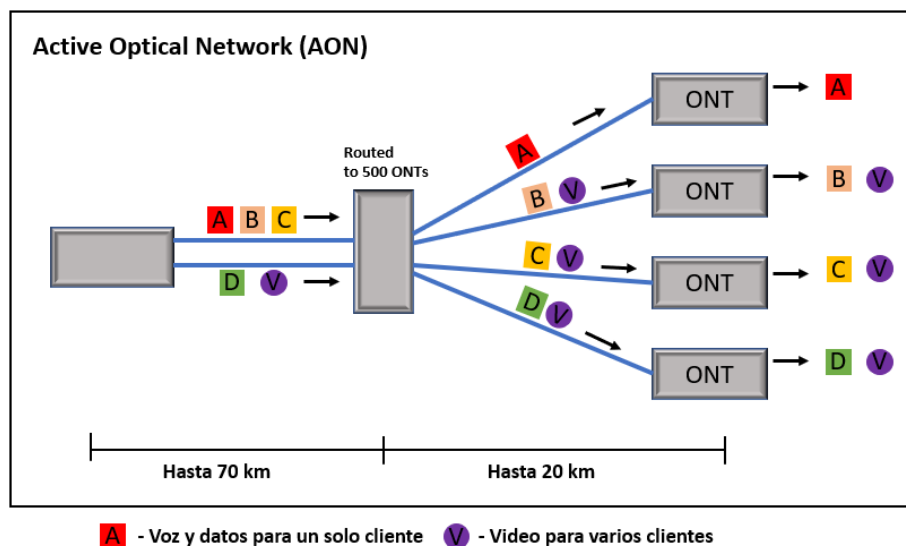 Active Optical Network (AON)
Routed
to 500 ONTs
A B C
D V
A
B V
C V
D V
ONT
A
ONT
B V
ONT
C V
ONT
D V
Hasta 70 km
Hasta 20 km
A - Voz y datos para un solo cliente V - Video para varios clientes